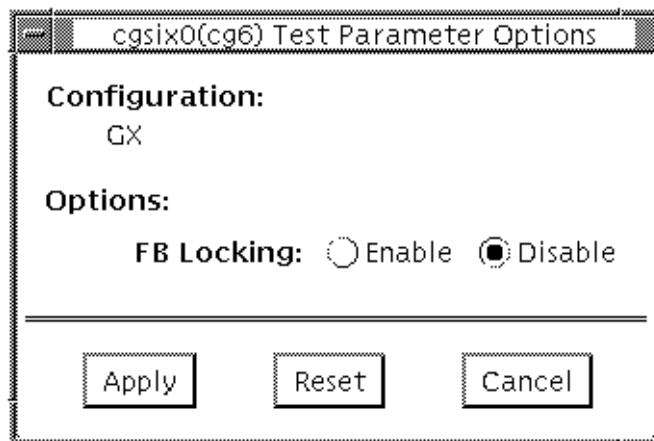 cgsix0(cg6) Test Parameter Options
Configuration:
GX
Options:
FB Locking: Enable Disable
Apply Reset Cancel